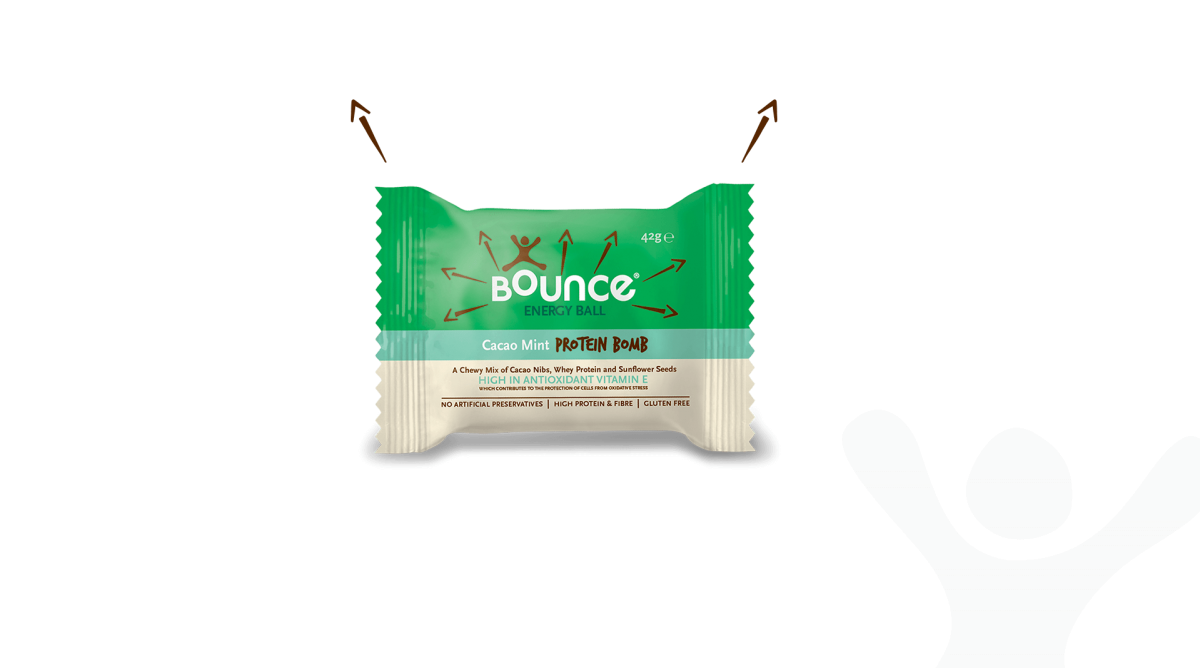 42g ℮
BOUNCE®
ENERGY BALL
Cacao Mint PROTEIN BOMB
A Chewy Mix of Cacao Nibs, Whey Protein and Sunflower Seeds
HIGH IN ANTIOXIDANT VITAMIN E
WHICH CONTRIBUTES TO THE PROTECTION OF CELLS FROM OXIDATIVE STRESS
NO ARTIFICIAL PRESERVATIVES | HIGH PROTEIN & FIBRE | GLUTEN FREE